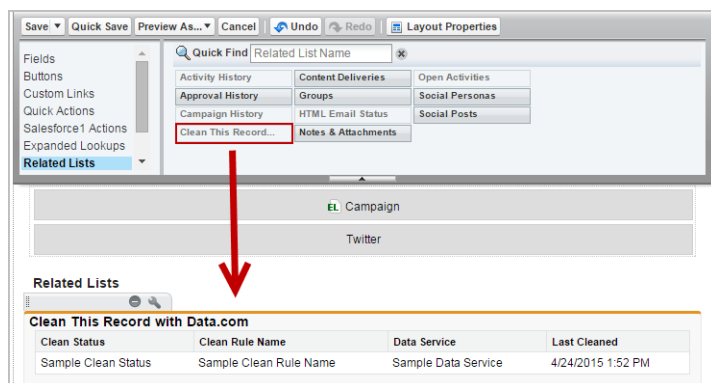 Save Quick Save Preview As... Cancel Undo Redo Layout Properties
Fields
Buttons
Custom Links
Quick Actions
Salesforce1 Actions
Expanded Lookups
Related Lists
Quick Find Related List Name
Activity History Content Deliveries Open Activities
Approval History Groups Social Personas
Campaign History HTML Email Status Social Posts
Clean This Record... Notes & Attachments
EL Campaign
Twitter
Related Lists
Clean This Record with Data.com
Clean Status Clean Rule Name Data Service Last Cleaned
Sample Clean Status Sample Clean Rule Name Sample Data Service 4/24/2015 1:52 PM